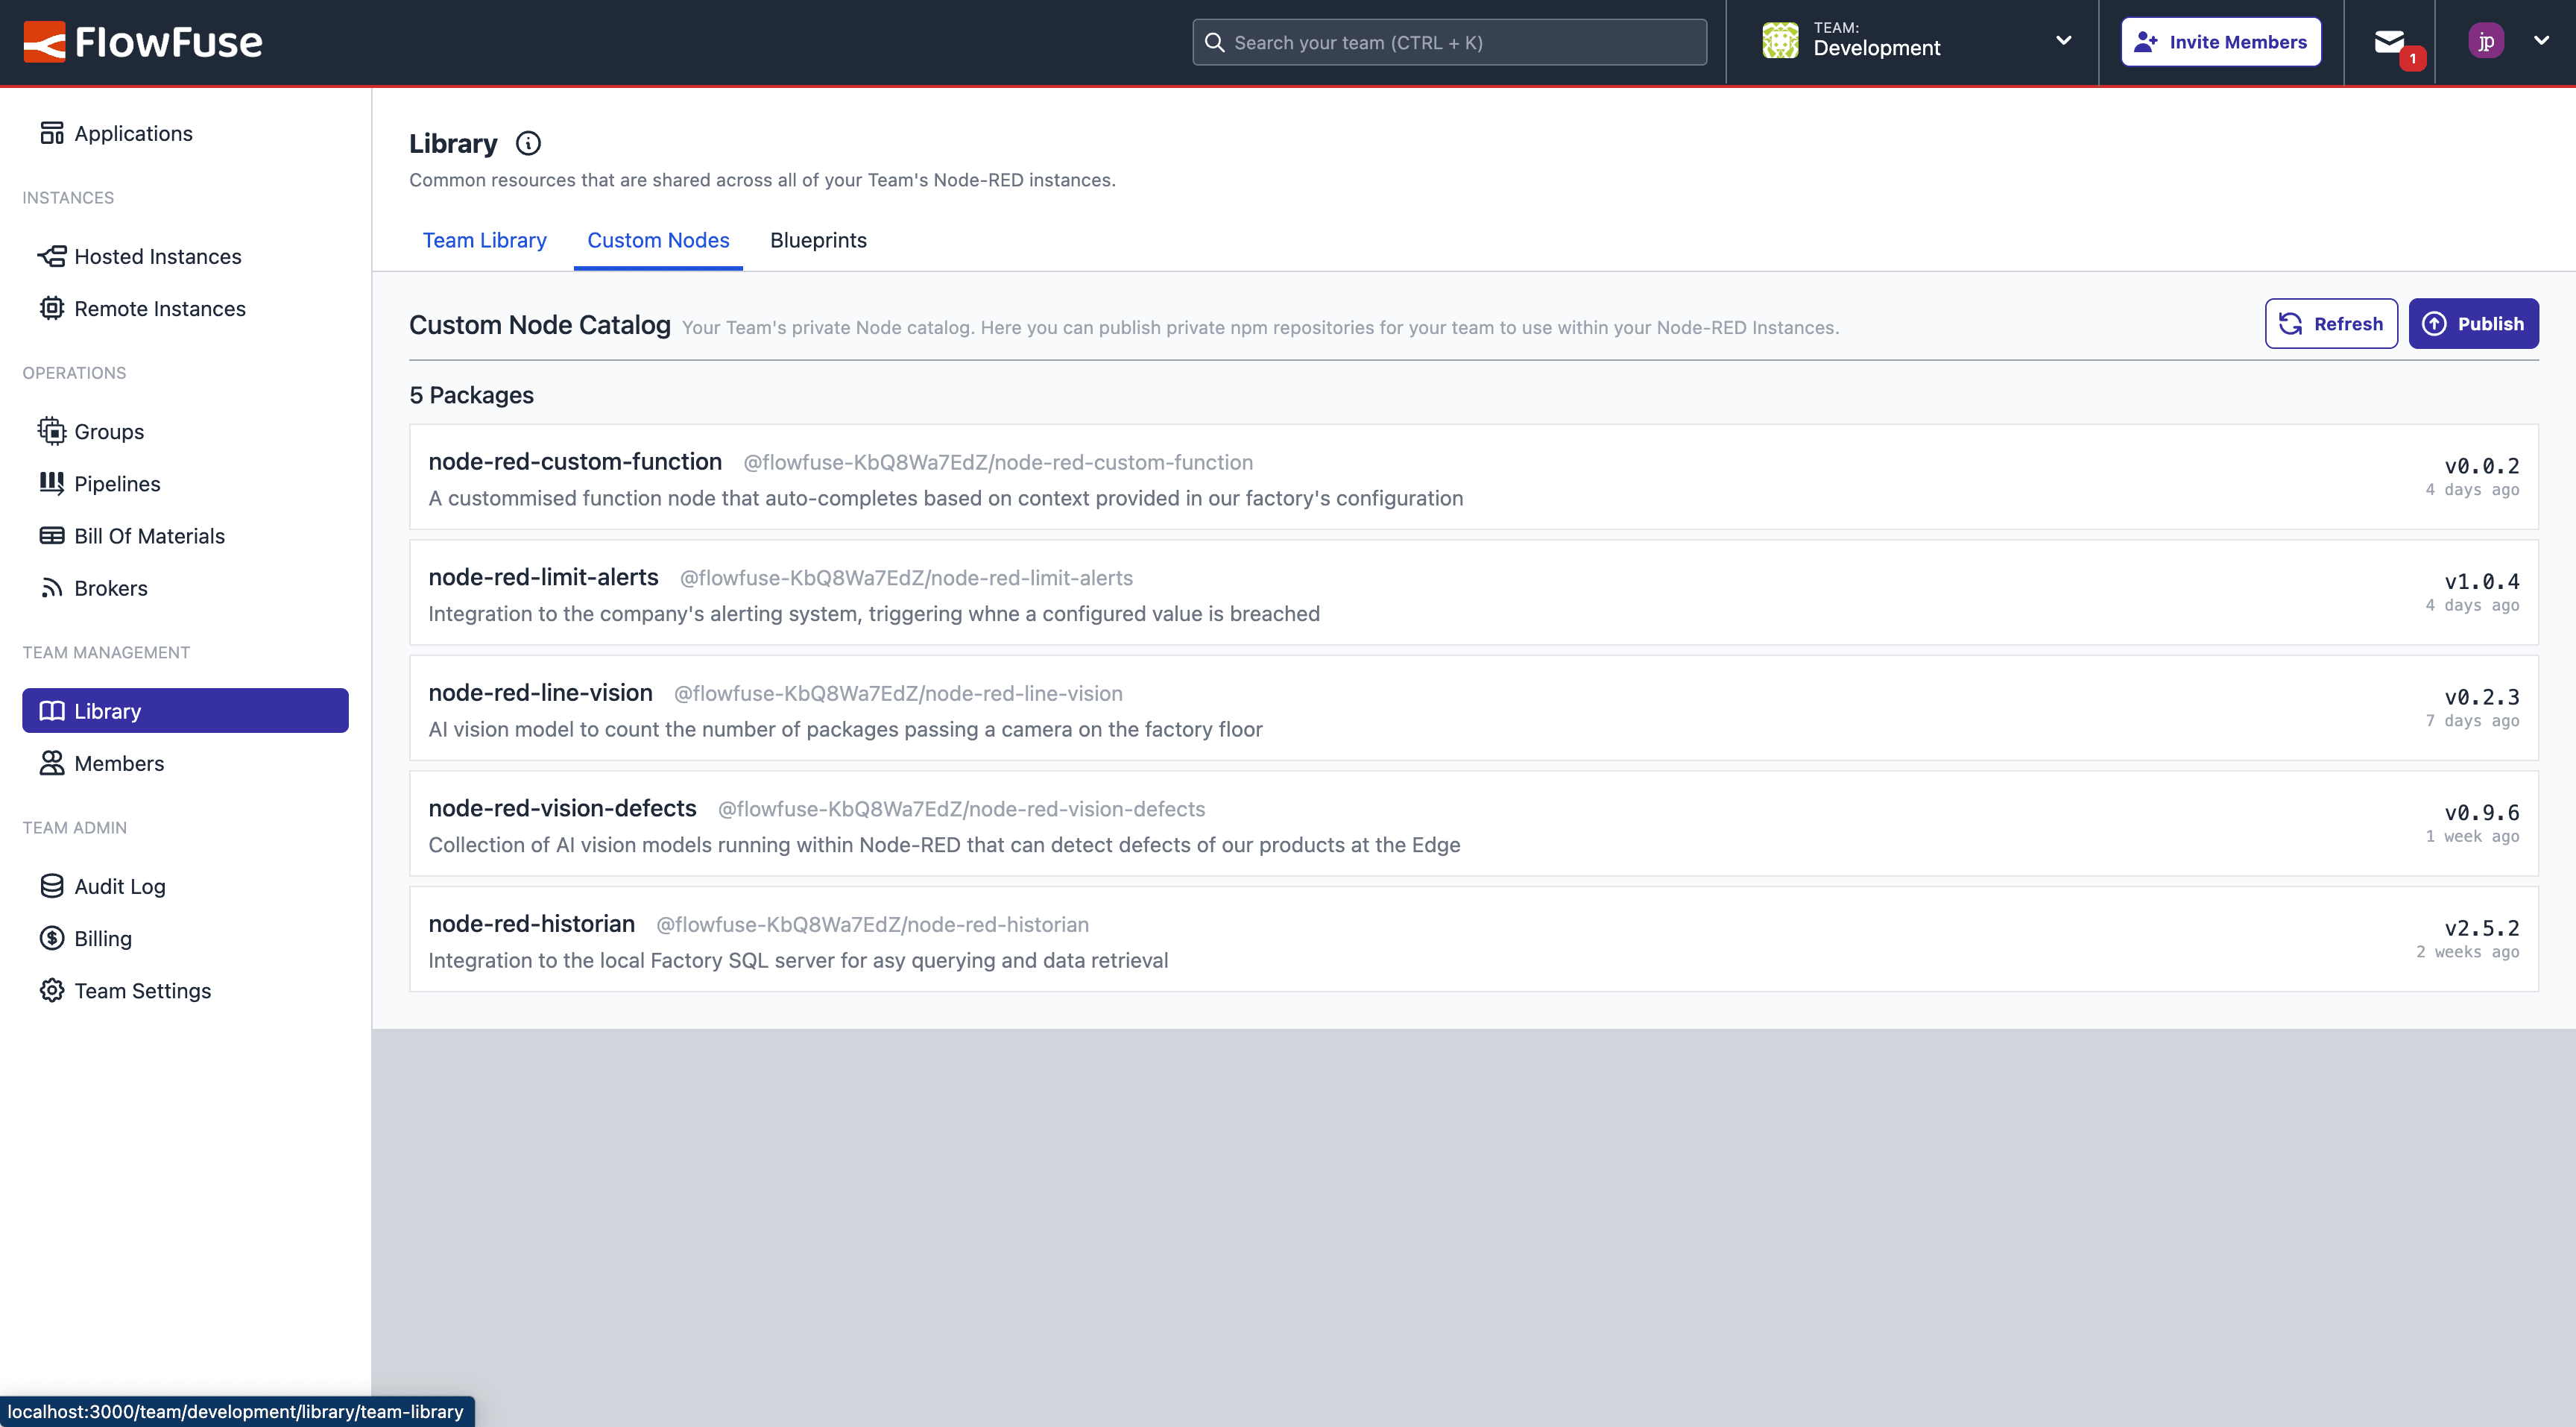 FlowFuse
Search your team (CTRL + K)
TEAM:
Development
Invite Members
1
jp
Applications
INSTANCES
Hosted Instances
Remote Instances
OPERATIONS
Groups
Pipelines
Bill Of Materials
Brokers
TEAM MANAGEMENT
Library
Members
TEAM ADMIN
Audit Log
Billing
Team Settings
Library
Common resources that are shared across all of your Team's Node-RED instances.
Team Library Custom Nodes Blueprints
Custom Node Catalog Your Team's private Node catalog. Here you can publish private npm repositories for your team to use within your Node-RED Instances.
Refresh Publish
5 Packages
node-red-custom-function @flowfuse-KbQ8Wa7EdZ/node-red-custom-function
A custommised function node that auto-completes based on context provided in our factory's configuration
v0.0.2
4 days ago
node-red-limit-alerts @flowfuse-KbQ8Wa7EdZ/node-red-limit-alerts
Integration to the company's alerting system, triggering whne a configured value is breached
v1.0.4
4 days ago
node-red-line-vision @flowfuse-KbQ8Wa7EdZ/node-red-line-vision
AI vision model to count the number of packages passing a camera on the factory floor
v0.2.3
7 days ago
node-red-vision-defects @flowfuse-KbQ8Wa7EdZ/node-red-vision-defects
Collection of AI vision models running within Node-RED that can detect defects of our products at the Edge
v0.9.6
1 week ago
node-red-historian @flowfuse-KbQ8Wa7EdZ/node-red-historian
Integration to the local Factory SQL server for asy querying and data retrieval
v2.5.2
2 weeks ago
localhost:3000/team/development/library/team-library